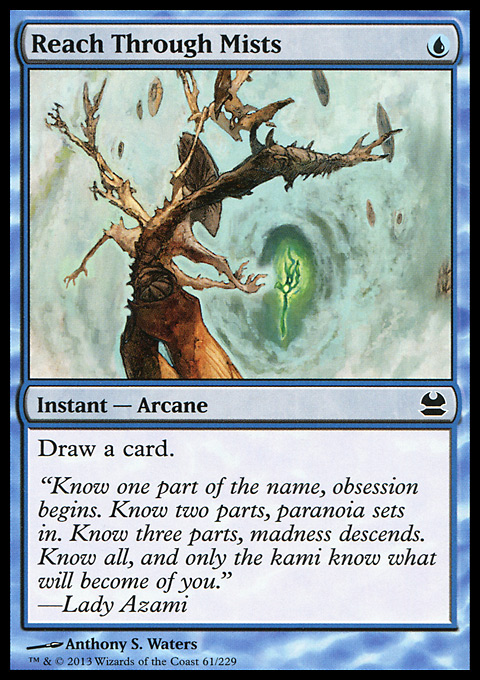 Reach Through Mists
Instant — Arcane
Draw a card.
“Know one part of the name, obsession
begins. Know two parts, paranoia sets
in. Know three parts, madness descends.
Know all, and only the kami know what
will become of you.”
—Lady Azami
Anthony S. Waters
™ & © 2013 Wizards of the Coast 61/229